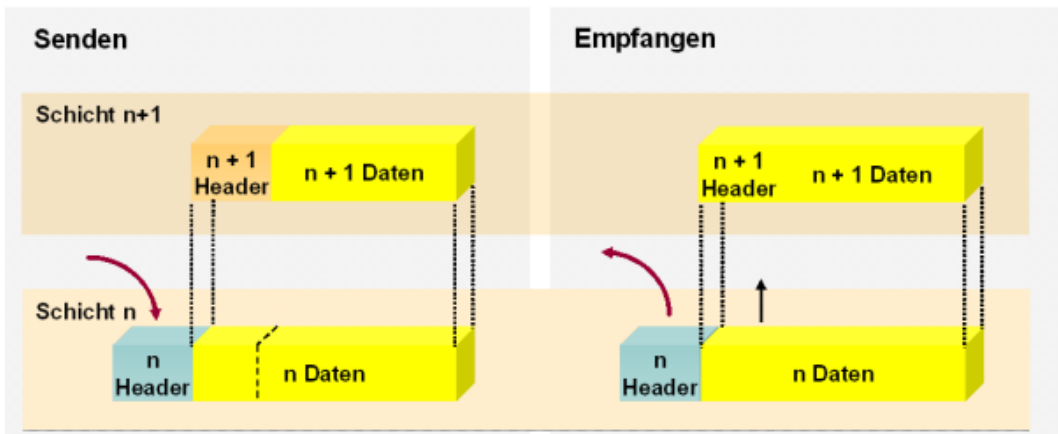 Senden
Empfangen
Schicht n+1
n + 1
Header
n + 1 Daten
n + 1
Header
n + 1 Daten
Schicht n
n
Header
n Daten
n
Header
n Daten